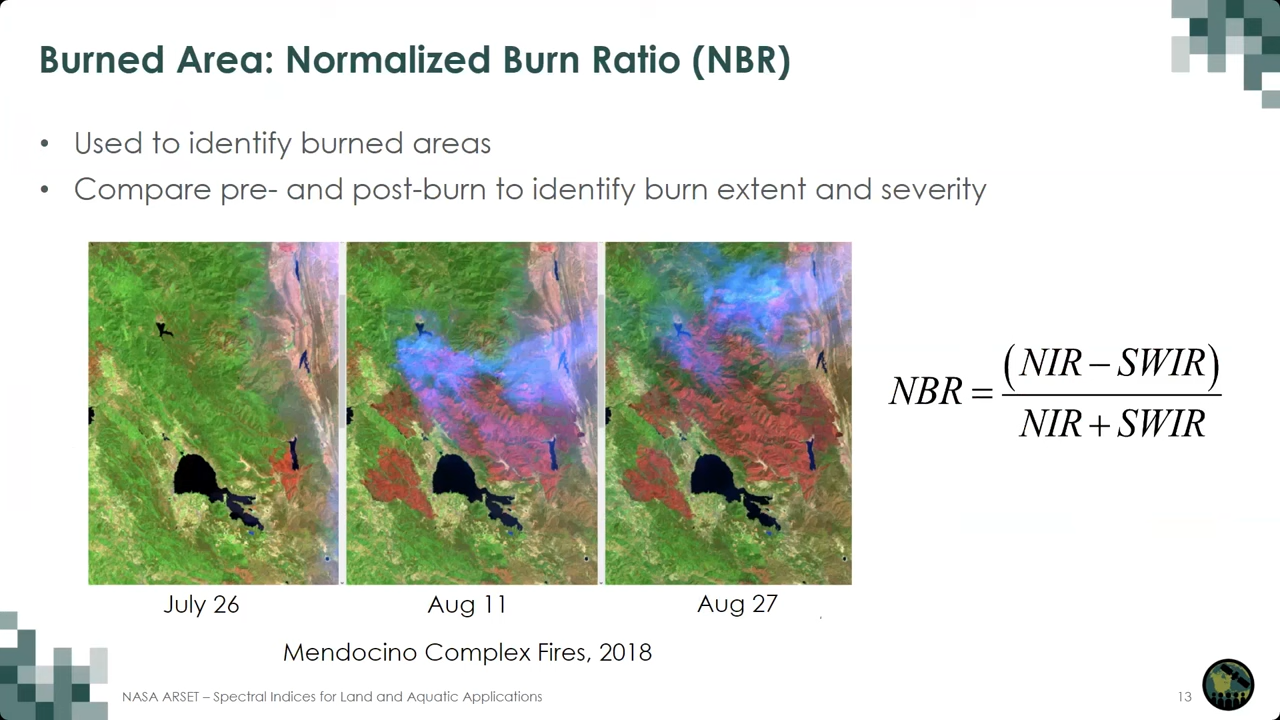 Burned Area: Normalized Burn Ratio (NBR)
• Used to identify burned areas
• Compare pre- and post-burn to identify burn extent and severity
NBR = (NIR − SWIR) / NIR + SWIR
July 26
Aug 11
Aug 27
Mendocino Complex Fires, 2018
NASA ARSET – Spectral Indices for Land and Aquatic Applications
13